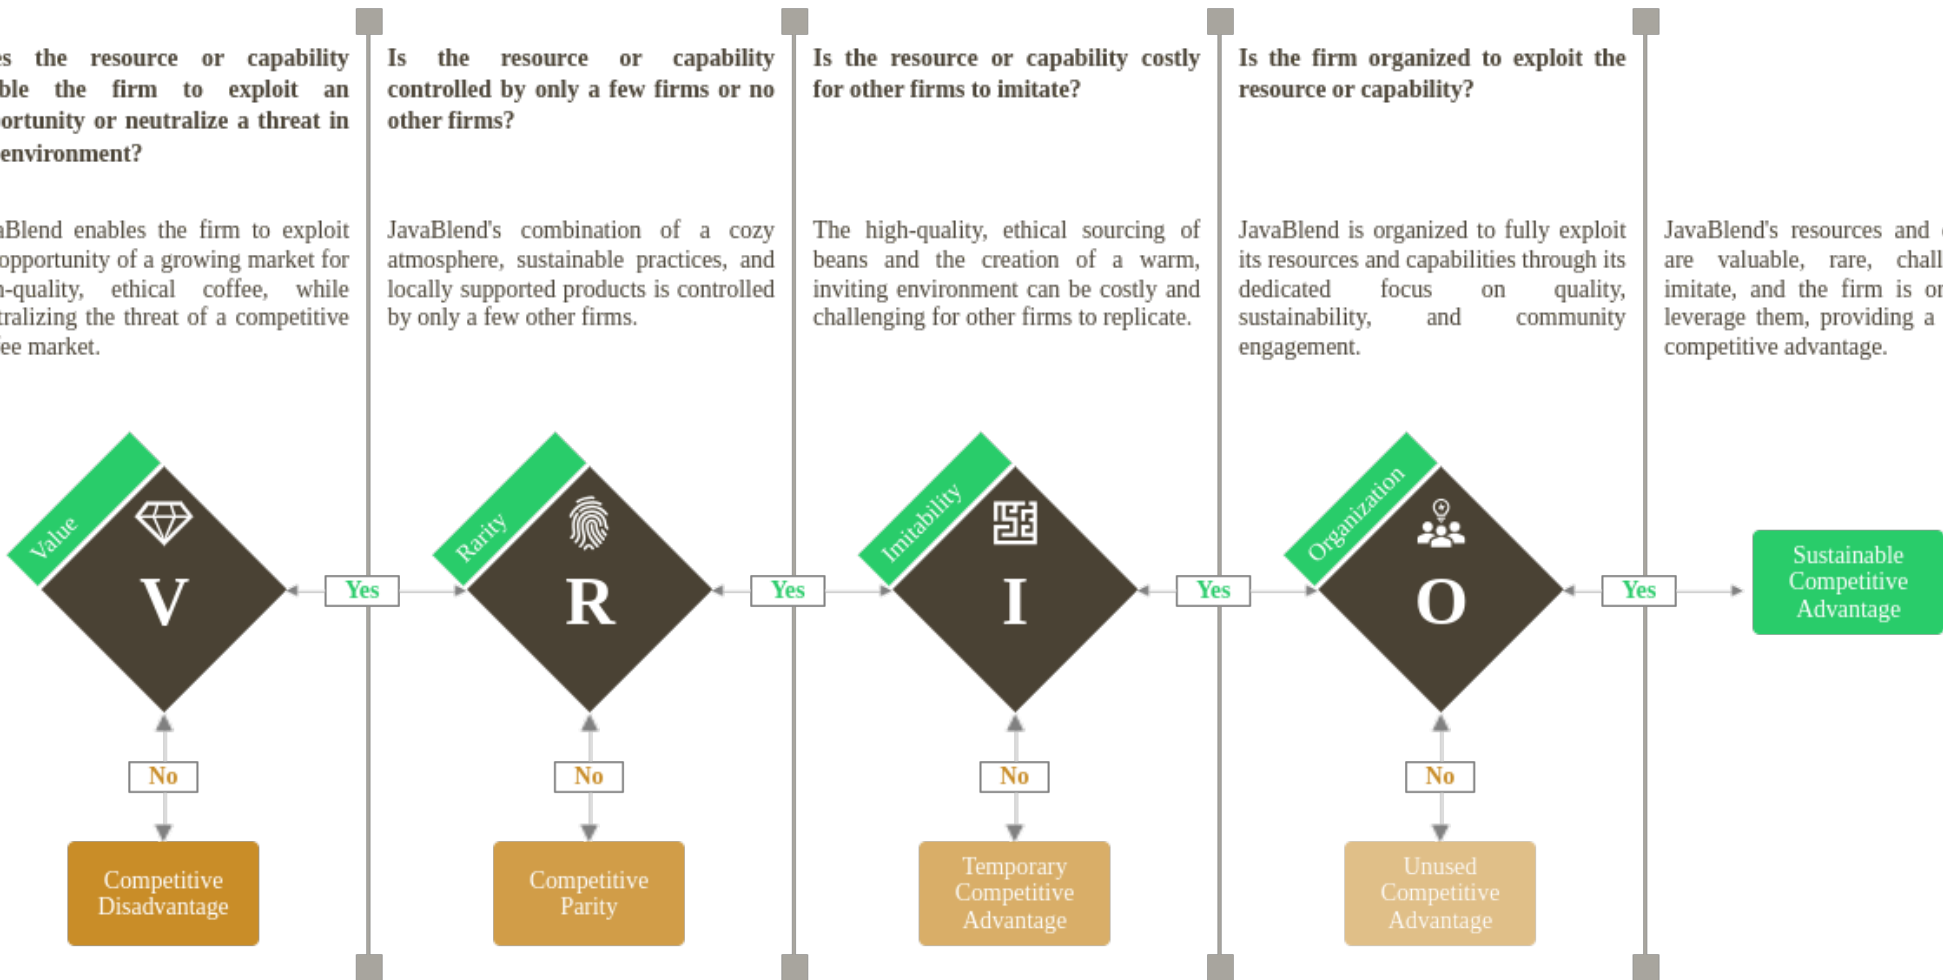 the resource or capability
the firm to exploit an
or neutralize a threat in
environment?
Is the resource or capability
controlled by only a few firms or no
other firms?
Is the resource or capability costly
for other firms to imitate?
Is the firm organized to exploit the
resource or capability?
enables the firm to exploit
opportunity of a growing market for
ethical coffee, while
the threat of a competitive
market.
JavaBlend's combination of a cozy
atmosphere, sustainable practices, and
locally supported products is controlled
by only a few other firms.
The high-quality, ethical sourcing of
beans and the creation of a warm,
inviting environment can be costly and
challenging for other firms to replicate.
JavaBlend is organized to fully exploit
its resources and capabilities through its
dedicated focus on quality,
sustainability, and community
engagement.
JavaBlend's resources and
are valuable, rare,
imitate, and the firm is
leverage them, providing a
competitive advantage.
Value
V
Yes
Rarity
R
Yes
Imitability
I
Yes
Organization
O
Yes
Sustainable
Competitive
Advantage
No
No
No
No
Competitive
Disadvantage
Competitive
Parity
Temporary
Competitive
Advantage
Unused
Competitive
Advantage